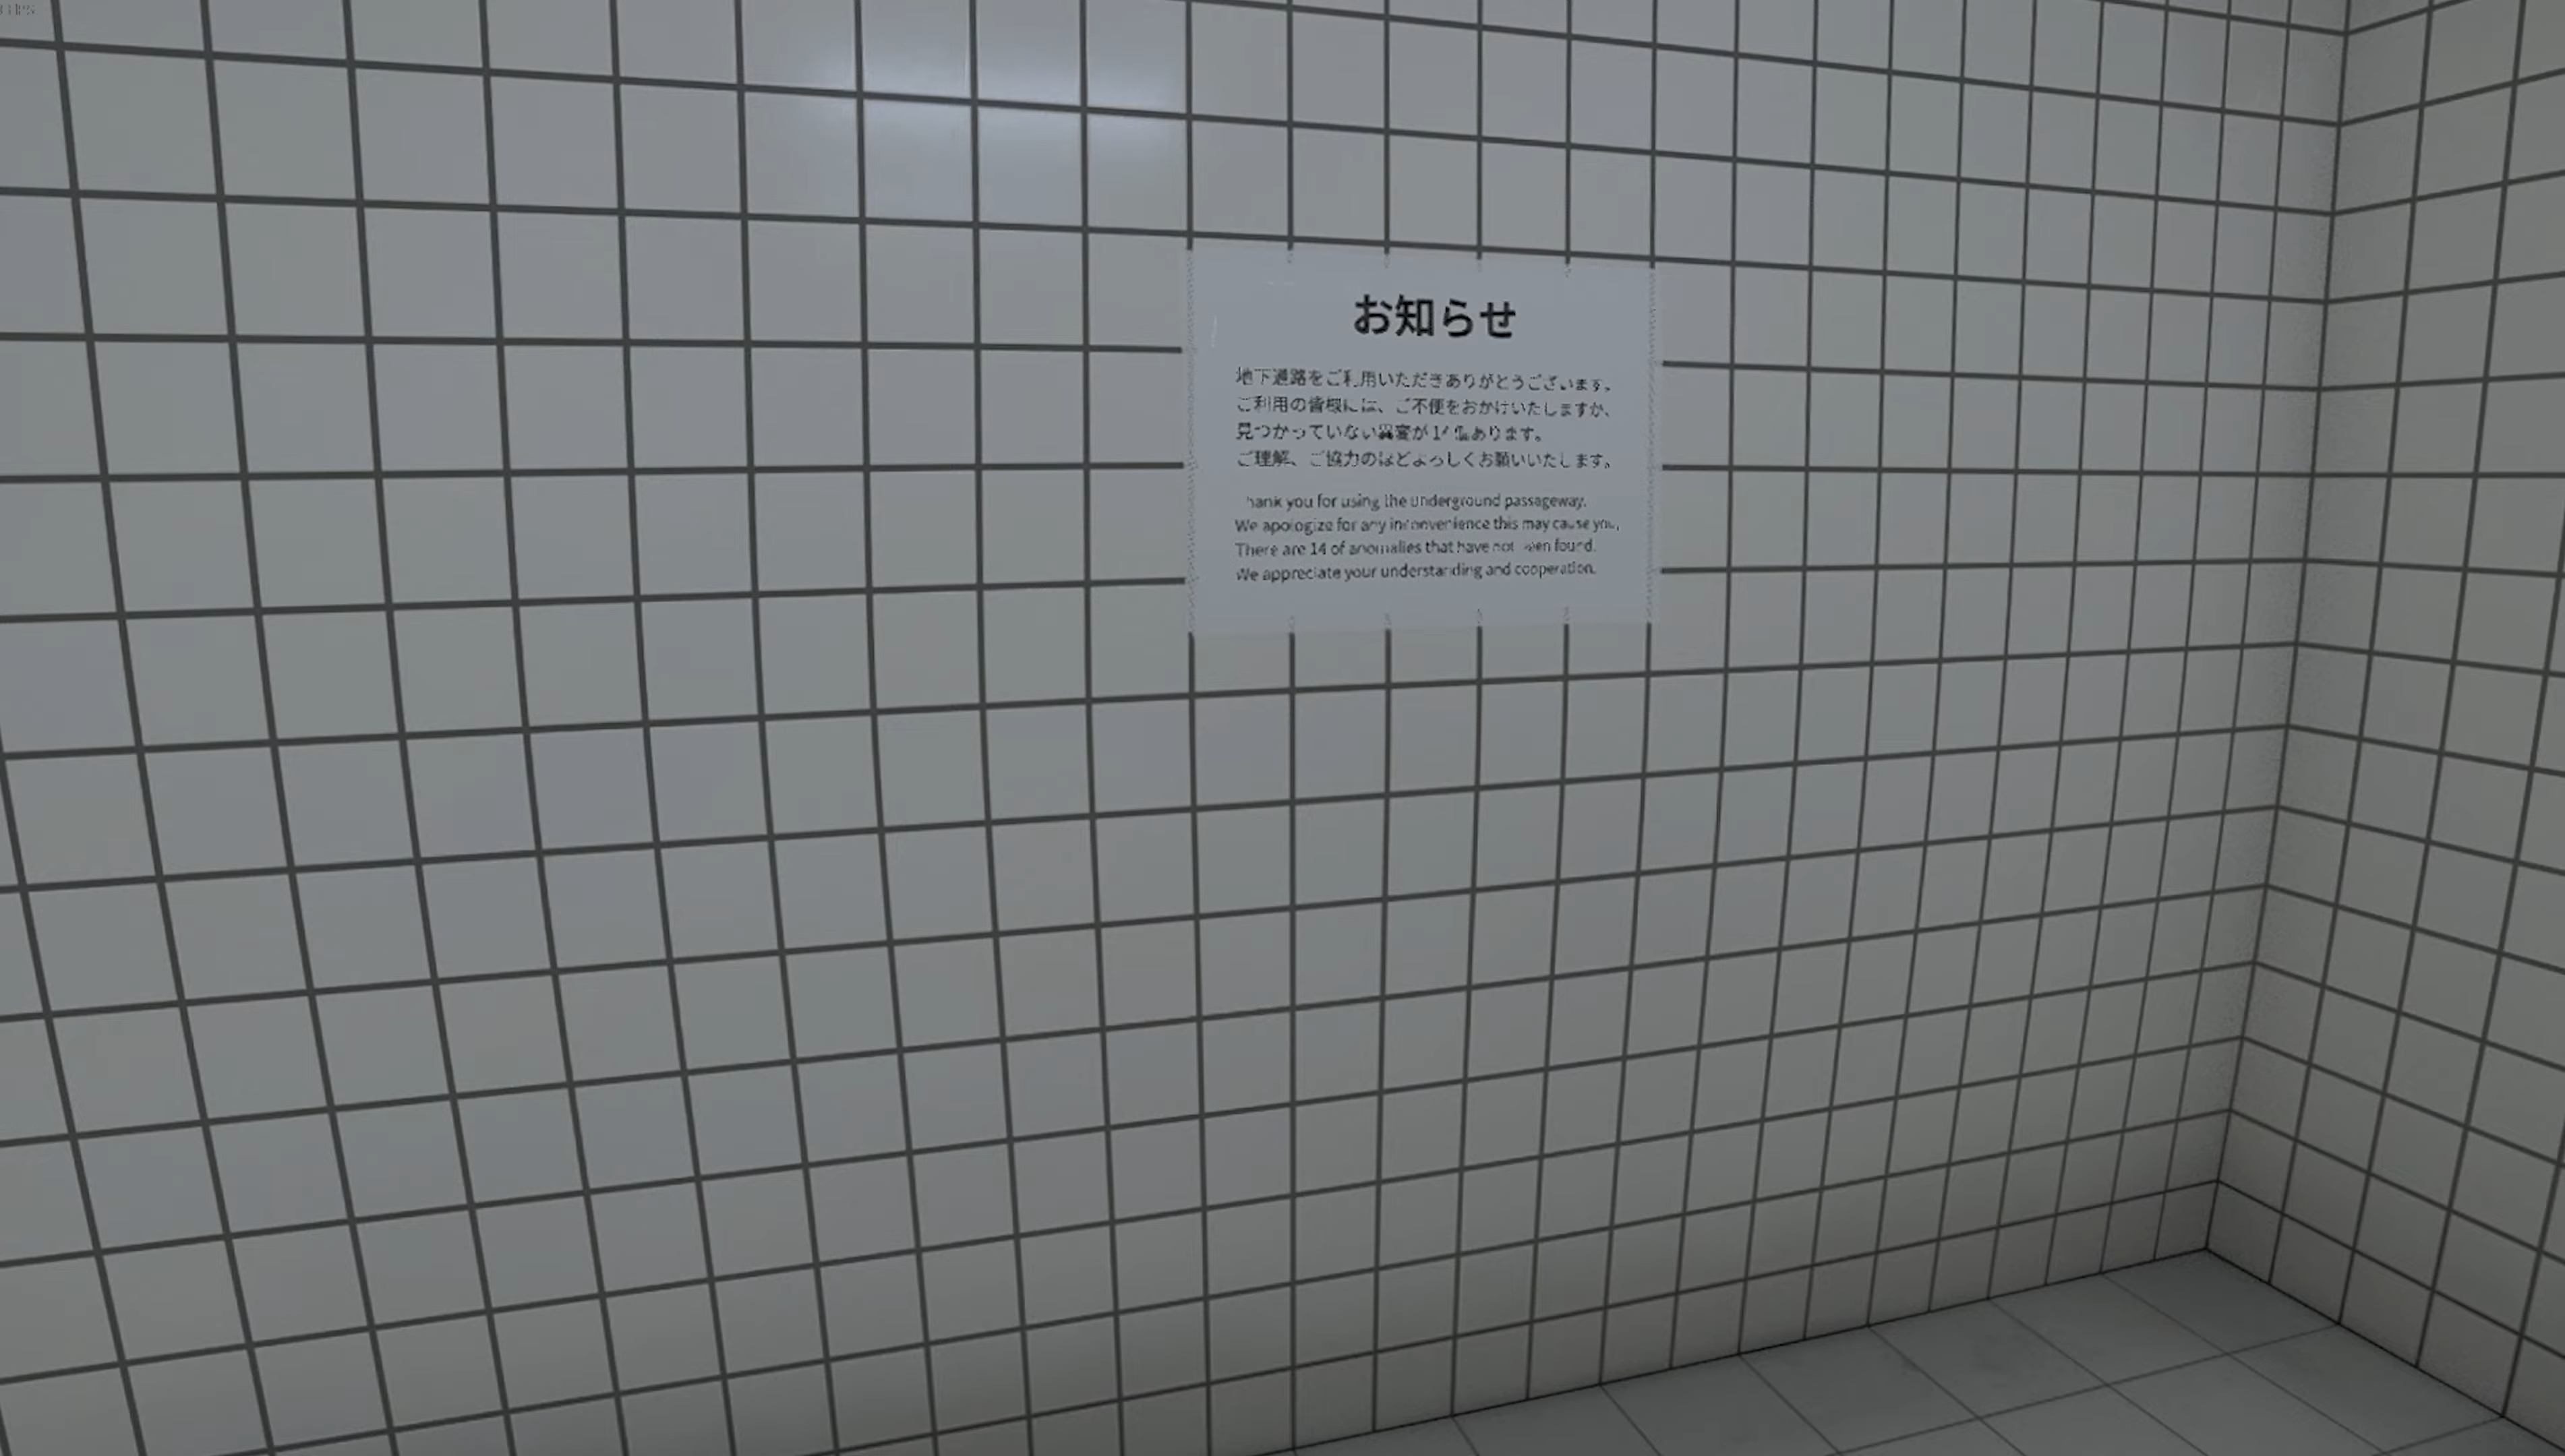 お知らせ
地下通路をご利用いただきありがとうございます。
ご利用の皆様には、ご不便をおかけいたしますが、
見つかっていない異変が14個あります。
ご理解、ご協力のほどよろしくお願いいたします。
Thank you for using the underground passageway.
We apologize for any inconvenience this may cause you,
There are 14 of anomalies that have not been found.
We appreciate your understanding and cooperation.